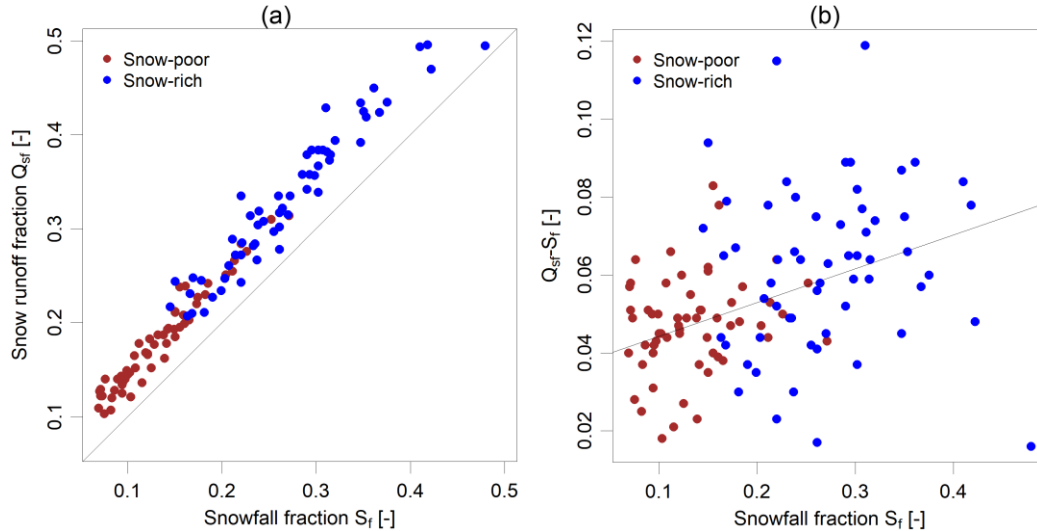 (a)
Snow-poor
Snow-rich
Snow runoff fraction Qsf [-]
0.5
0.4
0.3
0.2
0.1
0.1 0.2 0.3 0.4 0.5
Snowfall fraction Sf [-]
(b)
Snow-poor
Snow-rich
Qsf-Sf [-]
0.12
0.10
0.08
0.06
0.04
0.02
0.1 0.2 0.3 0.4
Snowfall fraction Sf [-]